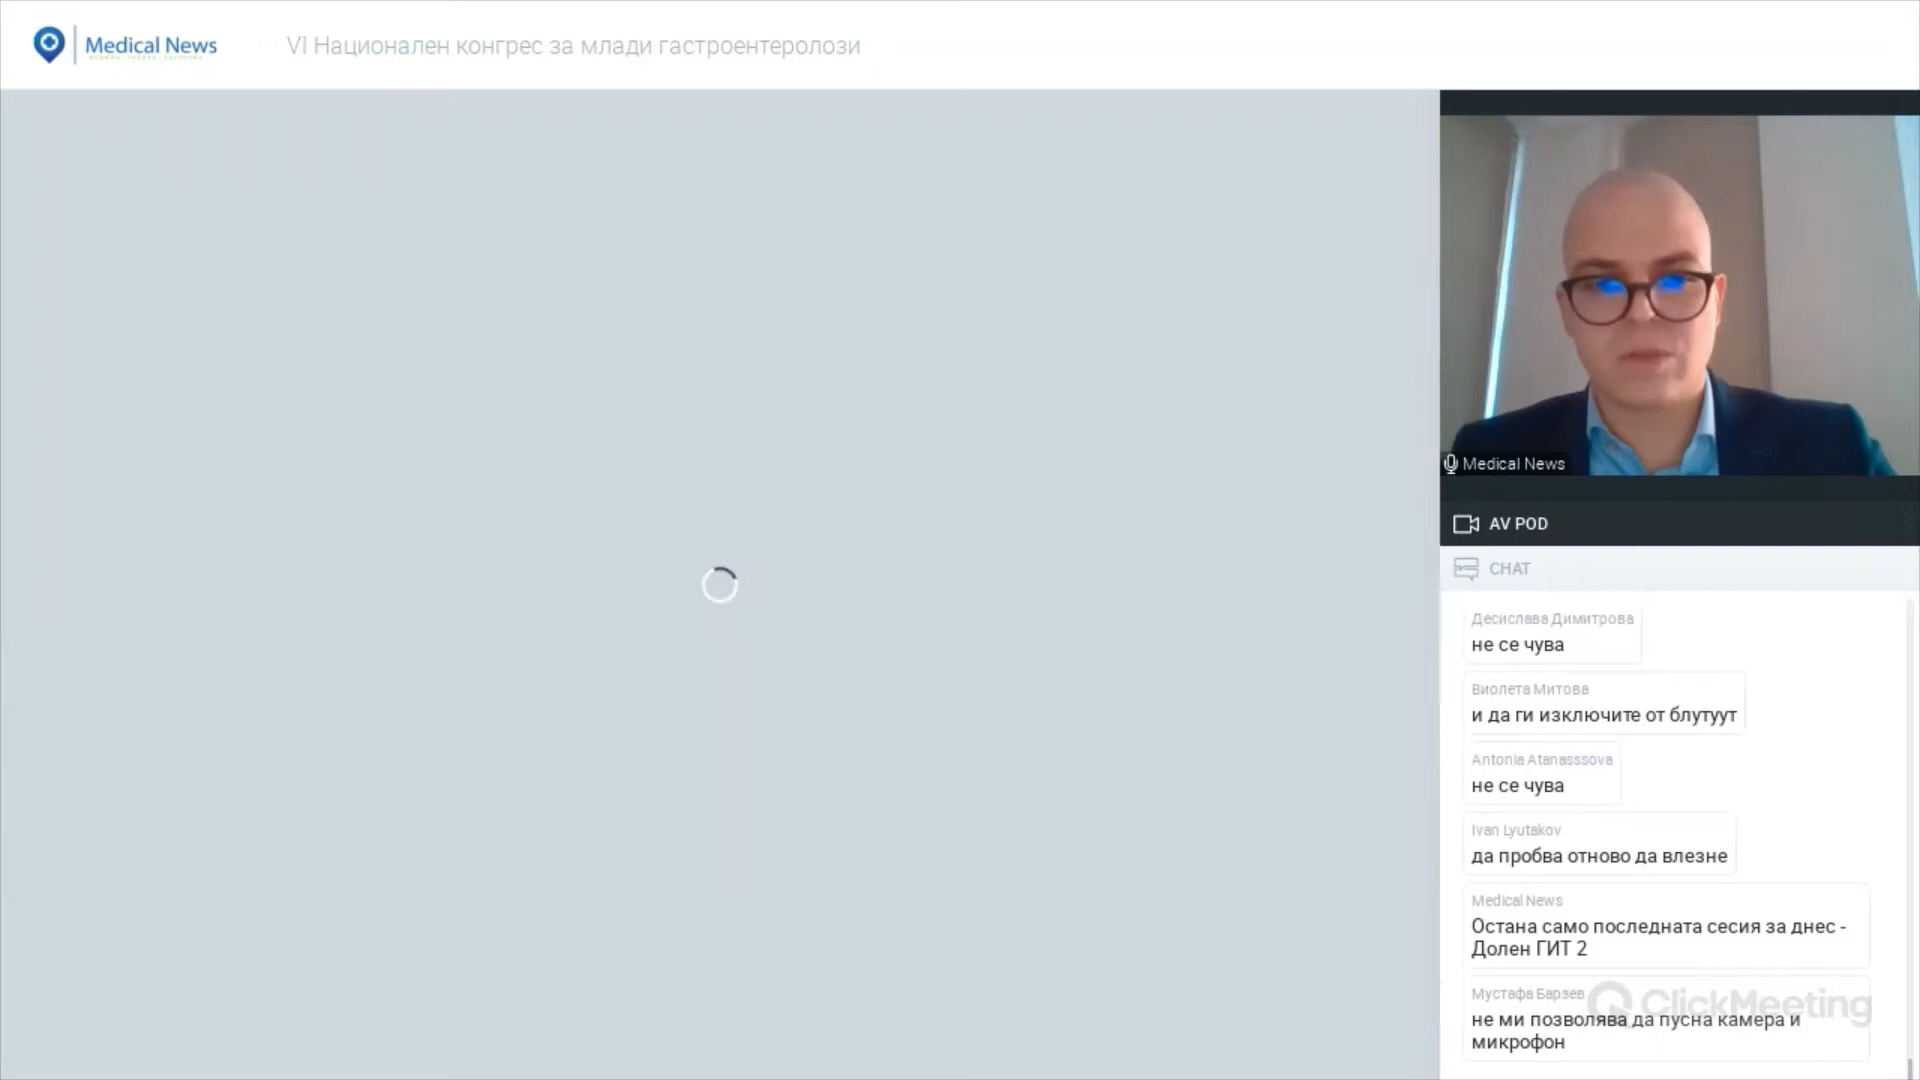 Medical News
VI Национален конгрес за млади гастроентеролози
Medical News
AV POD
CHAT
Десислава Димитрова
не се чува
Виолета Митова
и да ги изключите от блутуут
Antonia Atanasssova
не се чува
Ivan Lyutakov
да пробва отново да влезне
Medical News
Остана само последната сесия за днес -
Долен ГИТ 2
Мустафа Барзев
не ми позволява да пусна камера и
микрофон
ClickMeeting